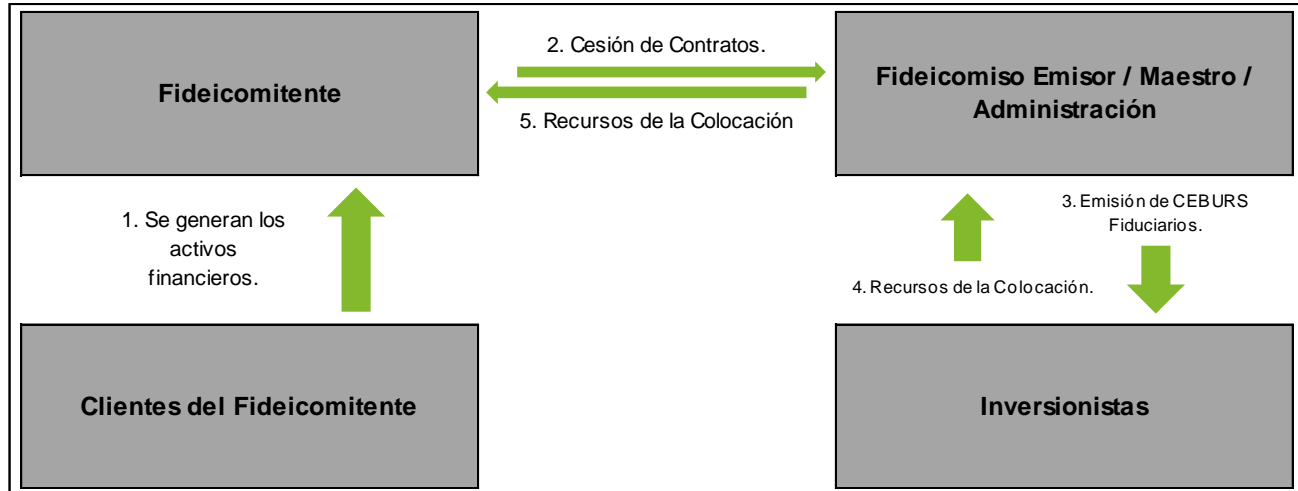 2. Cesión de Contratos.
Fideicomitente
Fideicomiso Emisor / Maestro /
Administración
5. Recursos de la Colocación
1. Se generan los
activos
financieros.
3. Emisión de CEBURS
Fiduciarios.
4. Recursos de la Colocación.
Clientes del Fideicomitente
Inversionistas